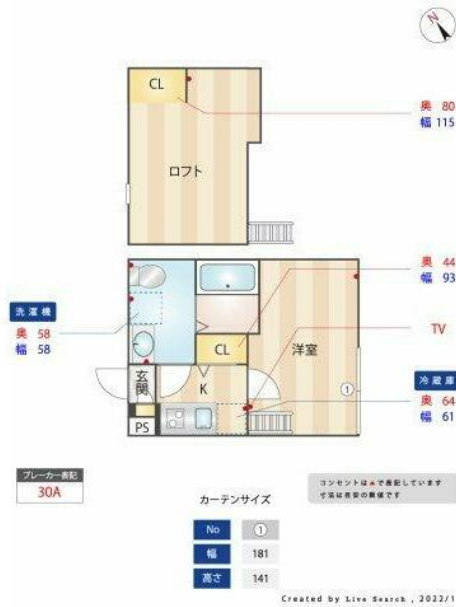 N
CL
奥 80
幅 115
ロフト
奥 44
幅 93
洗濯機
奥 58
幅 58
TV
CL
洋室
冷蔵庫
奥 64
幅 61
玄関
K
①
PS
ブレーカー表記
30A
コンセントは▲で表記しています
寸法は目安の数値です
カーテンサイズ
No ①
幅 181
高さ 141
Created by Live Search , 2022/1